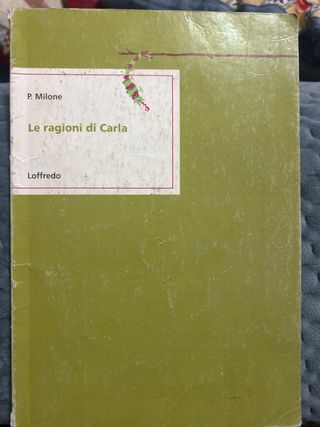 P. Milone
Le ragioni di Carla
Loffredo